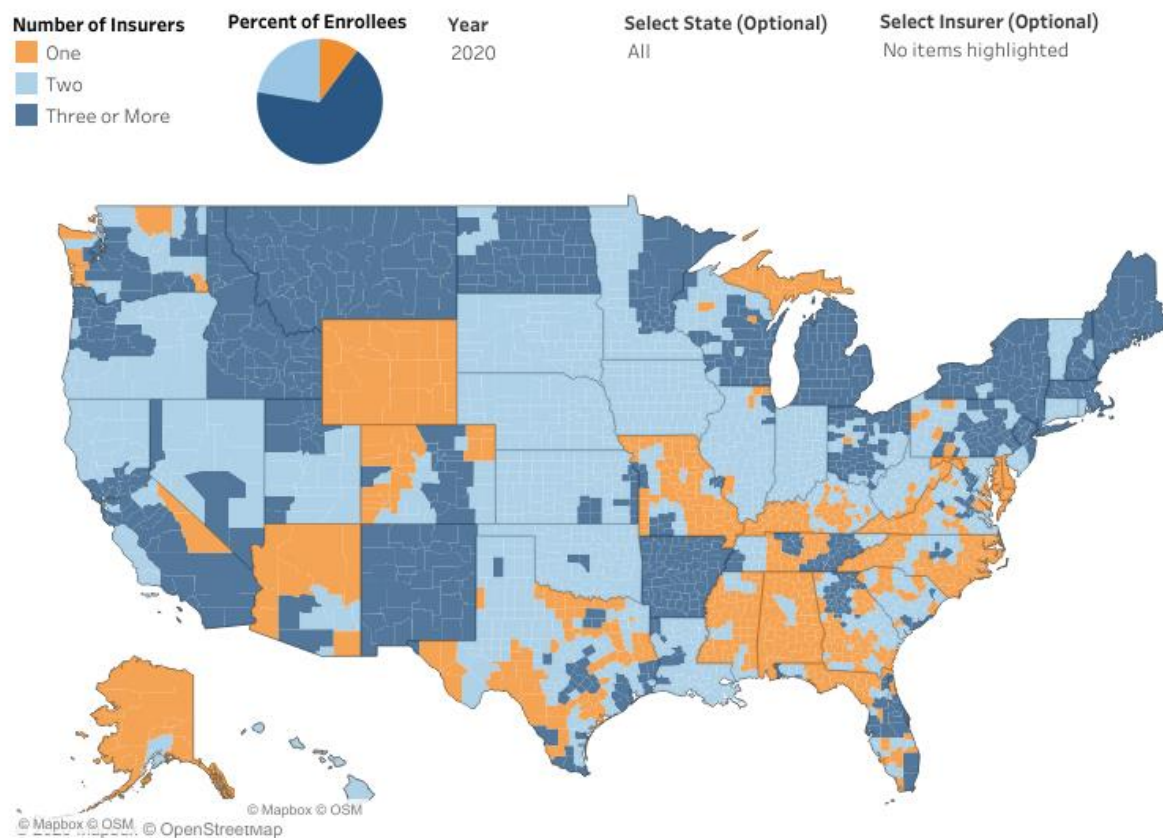 Number of Insurers
One
Two
Three or More
Percent of Enrollees
Year
2020
Select State (Optional)
All
Select Insurer (Optional)
No items highlighted
© Mapbox © OSM
© Mapbox © OSM
© OpenStreetMap